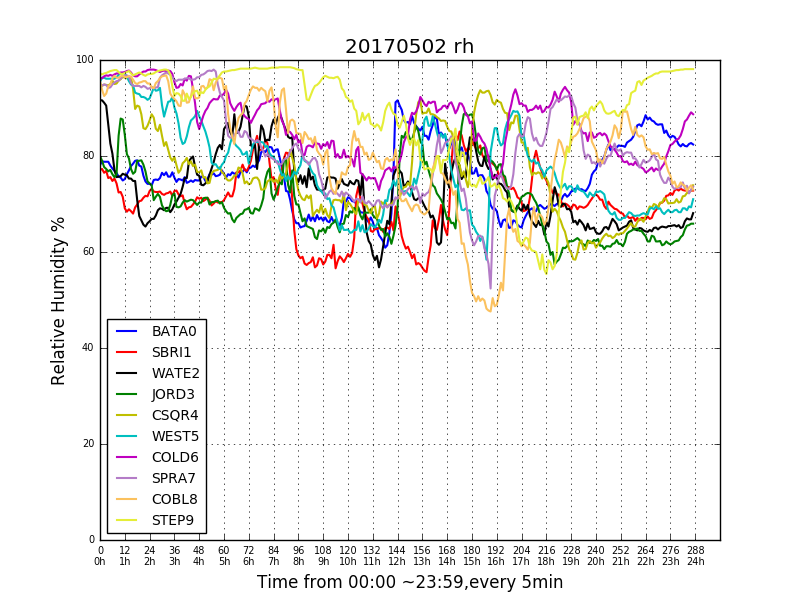 20170502 rh
100
80
60
40
20
0
Relative Humidity %
BATA0
SBRI1
WATE2
JORD3
CSQR4
WEST5
COLD6
SPRA7
COBL8
STEP9
0 12 24 36 48 60 72 84 96 108 120 132 144 156 168 180 192 204 216 228 240 252 264 276 288
0h 1h 2h 3h 4h 5h 6h 7h 8h 9h 10h 11h 12h 13h 14h 15h 16h 17h 18h 19h 20h 21h 22h 23h 24h
Time from 00:00 ~23:59,every 5min